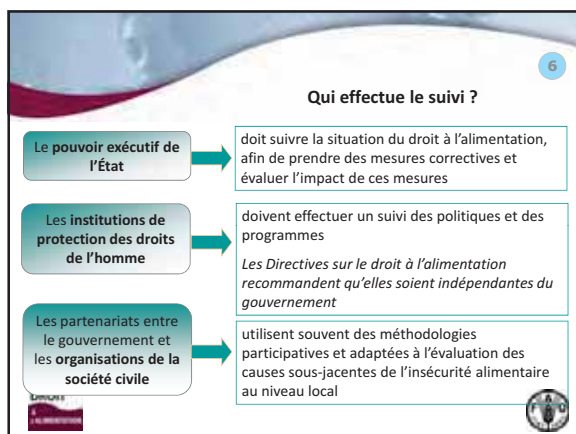 6
Qui effectue le suivi ?
Le pouvoir exécutif de
l’État
doit suivre la situation du droit à l’alimentation,
afin de prendre des mesures correctives et
évaluer l’impact de ces mesures
Les institutions de
protection des droits
de l’homme
doivent effectuer un suivi des politiques et des
programmes
Les Directives sur le droit à l’alimentation
recommandent qu’elles soient indépendantes du
gouvernement
Les partenariats entre
le gouvernement et
les organisations de la
société civile
utilisent souvent des méthodologies
participatives et adaptées à l’évaluation des
causes sous-jacentes de l’insécurité alimentaire
au niveau local
DROIT
À
L’ALIMENTATION
F A O